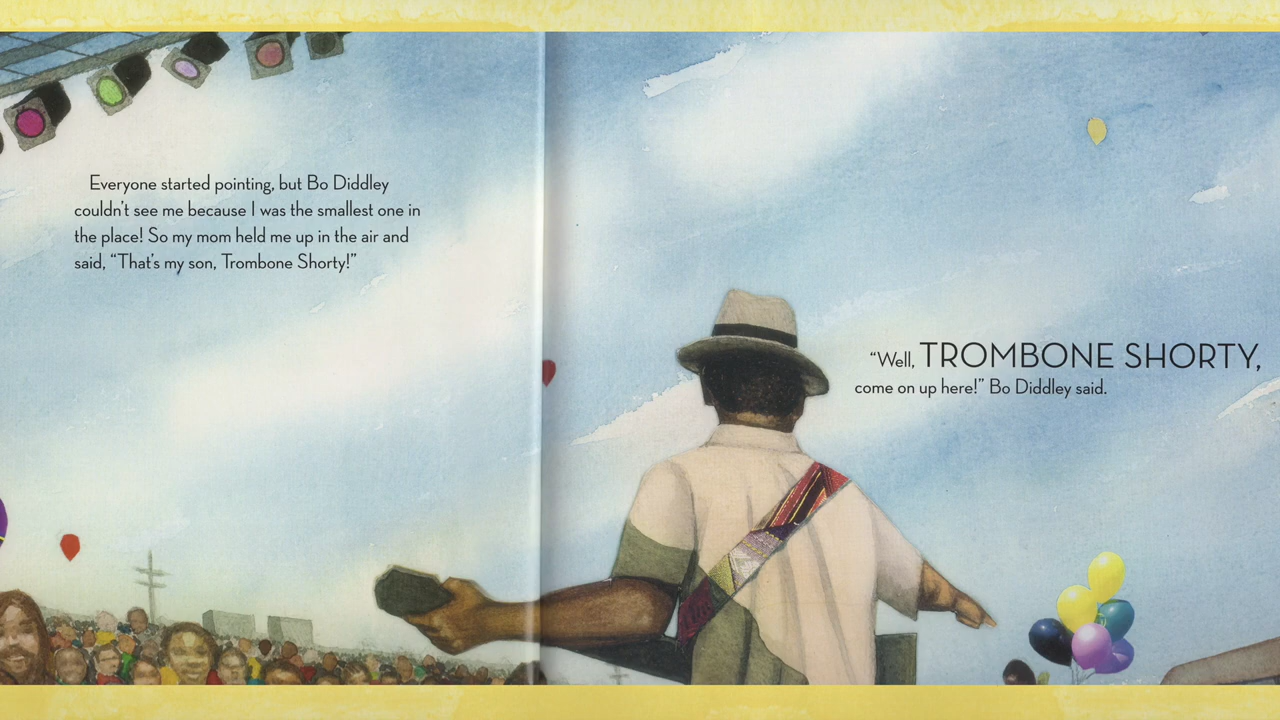 Everyone started pointing, but Bo Diddley
couldn't see me because I was the smallest one in
the place! So my mom held me up in the air and
said, “That's my son, Trombone Shorty!”
“Well, TROMBONE SHORTY,
come on up here!” Bo Diddley said.